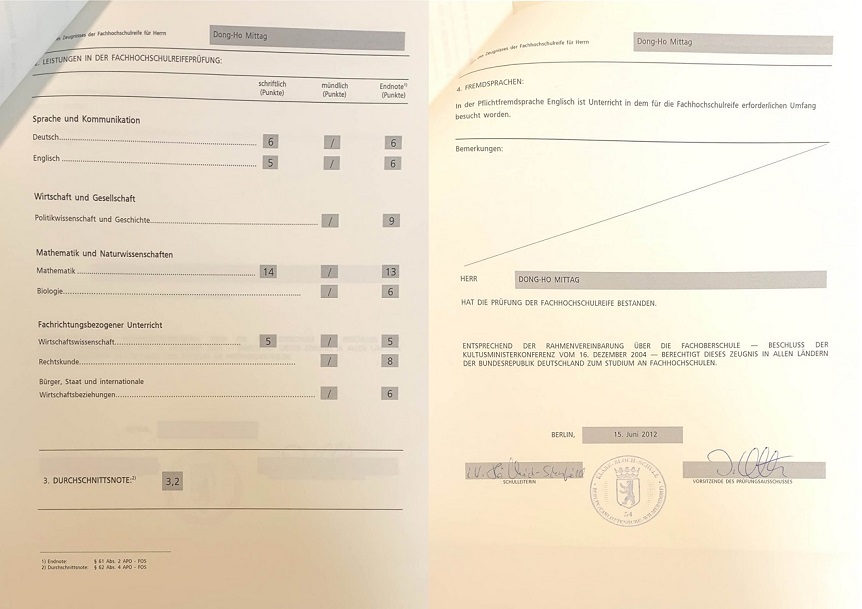 Zeugnisses der Fachhochschulreife für Herrn Dong-Ho Mittag
LEISTUNGEN IN DER FACHHOCHSCHULREIFEPRÜFUNG:
schriftlich mündlich Endnote1)
(Punkte) (Punkte) (Punkte)
Sprache und Kommunikation
Deutsch 6 / 6
Englisch 5 / 6
Wirtschaft und Gesellschaft
Politikwissenschaft und Geschichte / 9
Mathematik und Naturwissenschaften
Mathematik 14 / 13
Biologie / 6
Fachrichtungsbezogener Unterricht
Wirtschaftswissenschaft 5 / 5
Rechtskunde / 8
Bürger, Staat und internationale
Wirtschaftsbeziehungen / 6
3. DURCHSCHNITTSNOTE:2) 3,2
1) Endnote: § 61 Abs. 2 APO - FOS
2) Durchschnittsnote: § 62 Abs. 4 APO - FOS
Zeugnisses der Fachhochschulreife für Herrn Dong-Ho Mittag
4. FREMDSPRACHEN:
In der Pflichtfremdsprache Englisch ist Unterricht in dem für die Fachhochschulreife erforderlichen Umfang
besucht worden.
Bemerkungen:
HERR DONG-HO MITTAG
HAT DIE PRÜFUNG DER FACHHOCHSCHULREIFE BESTANDEN.
ENTSPRECHEND DER RAHMENVEREINBARUNG ÜBER DIE FACHOBERSCHULE — BESCHLUSS DER
KULTUSMINISTERKONFERENZ VOM 16. DEZEMBER 2004 — BERECHTIGT DIESES ZEUGNIS IN ALLEN LÄNDERN
DER BUNDESREPUBLIK DEUTSCHLAND ZUM STUDIUM AN FACHHOCHSCHULEN.
BERLIN, 15. Juni 2012
SCHULLEITERIN VORSITZENDE DES PRÜFUNGSAUSSCHUSSES